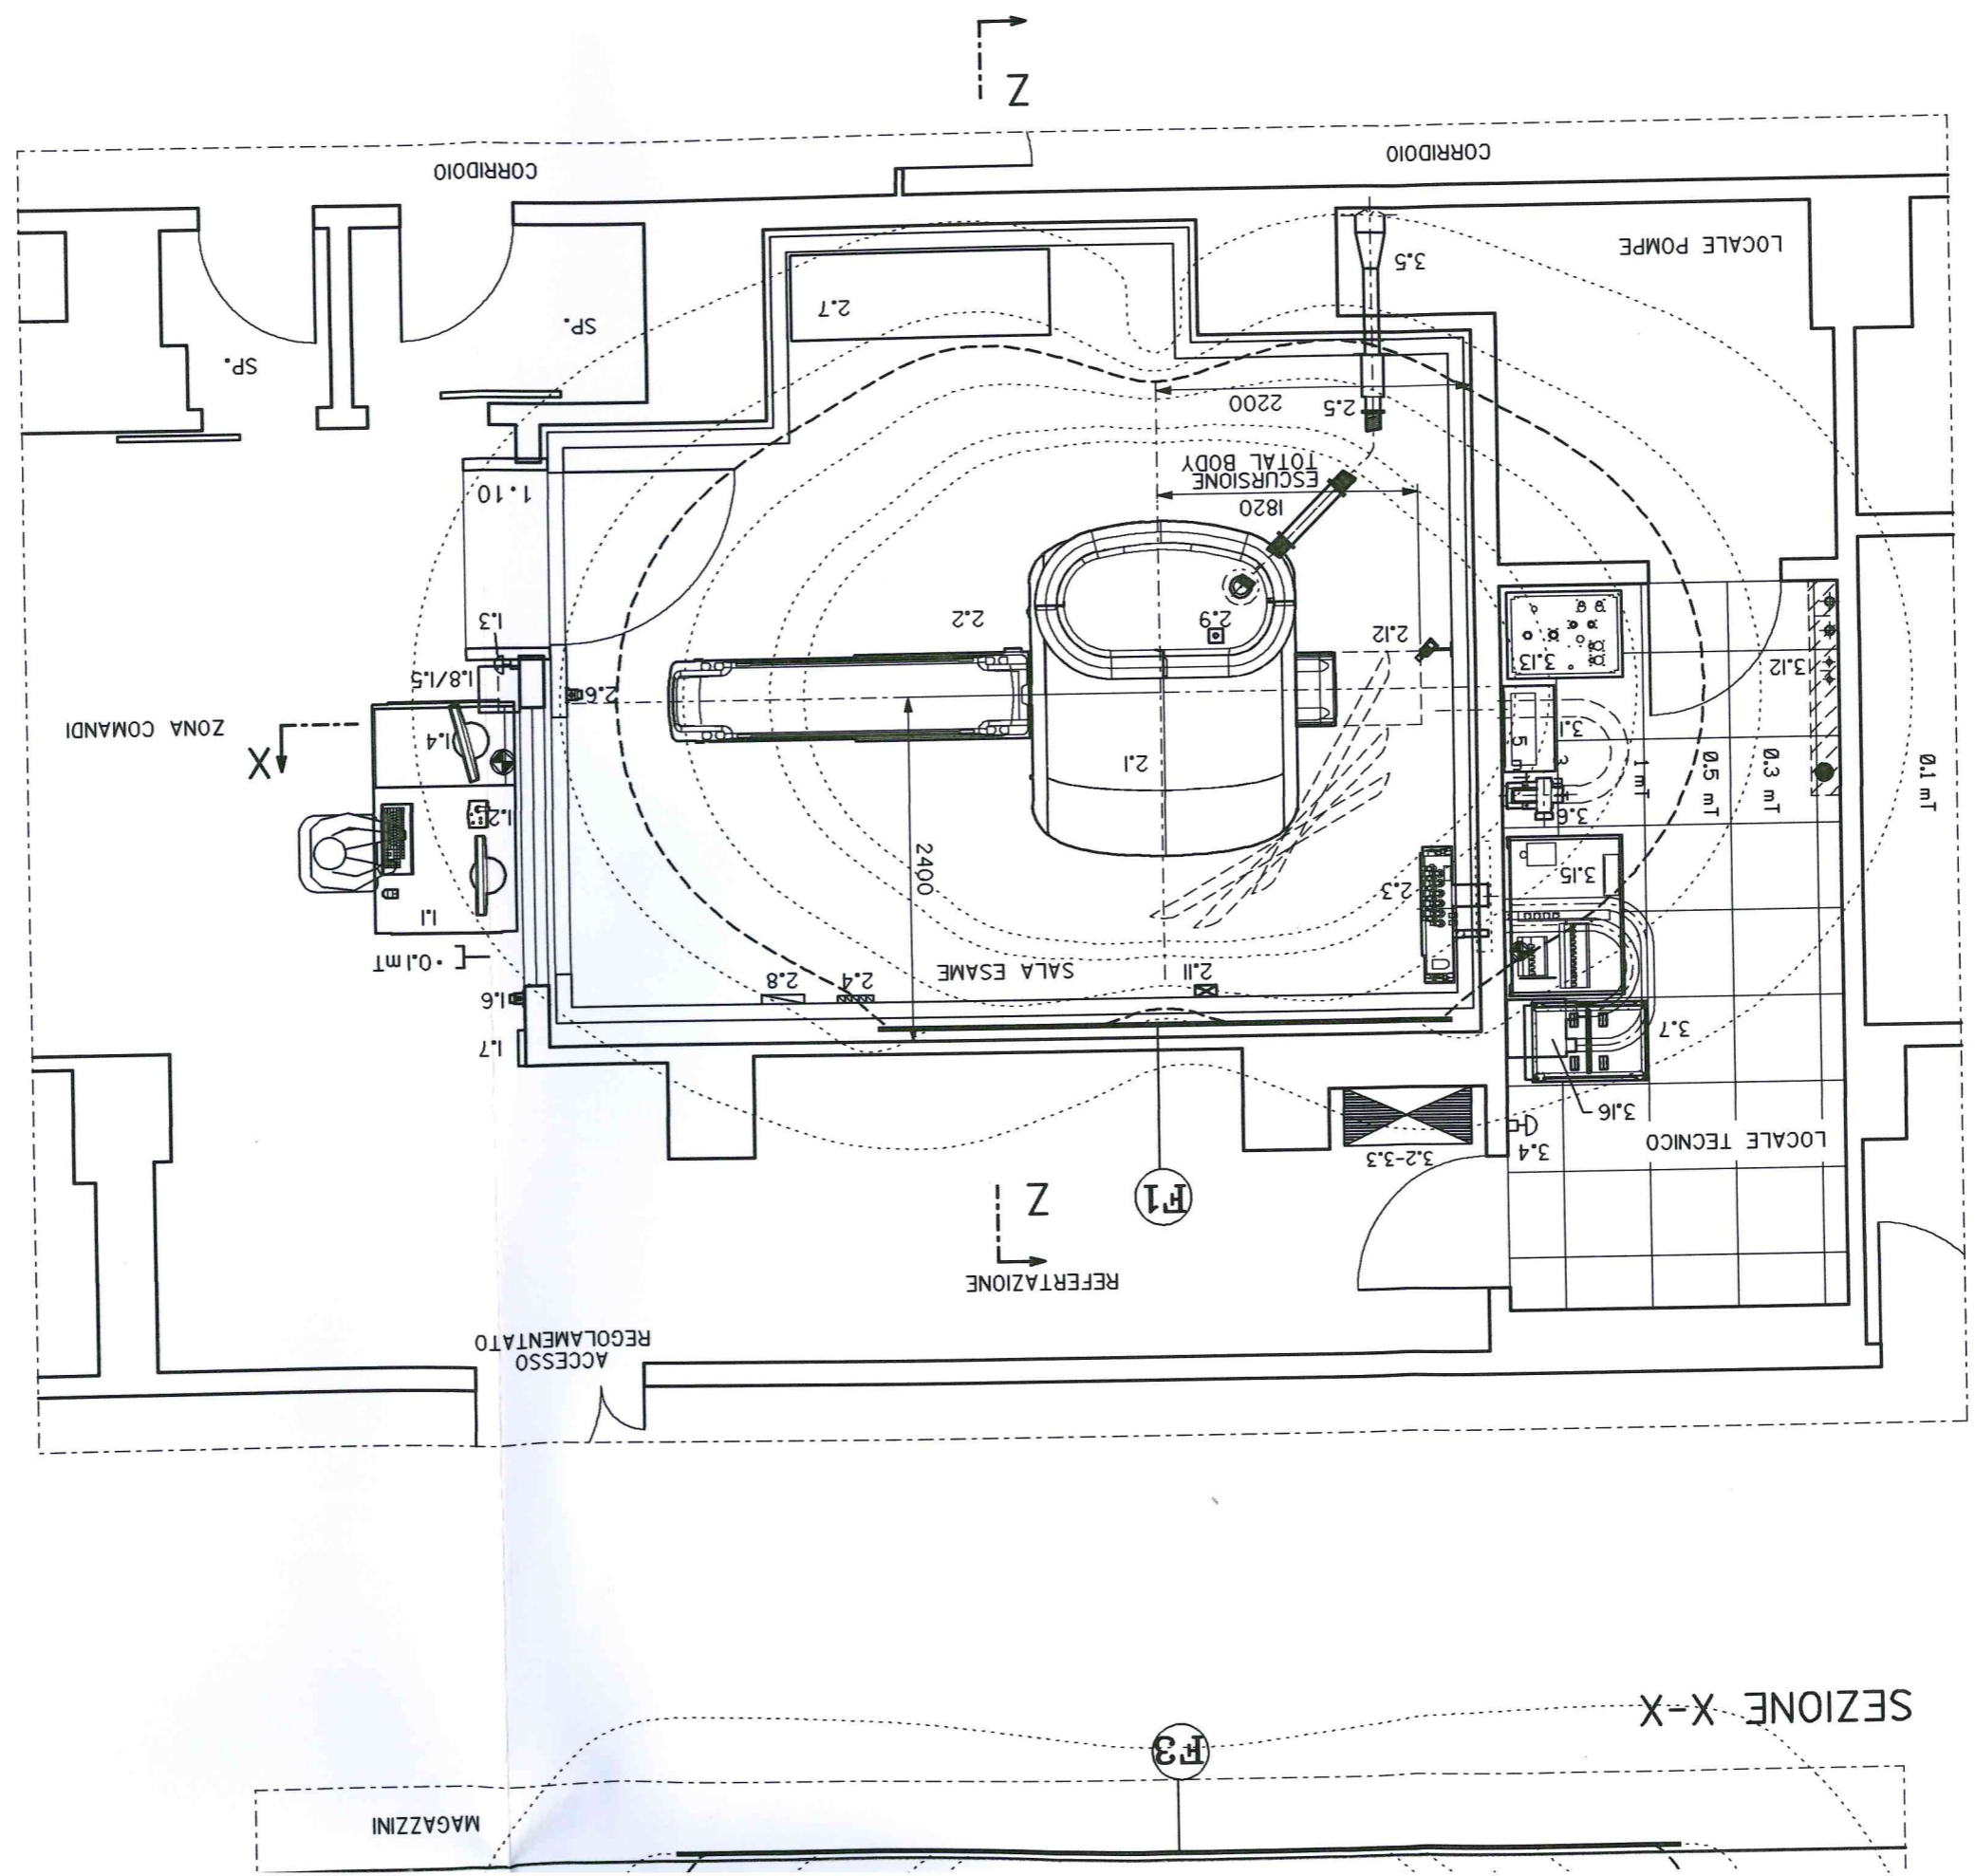 MAGAZZINI
F3
SEZIONE X-X
ACCESSO
REGOLAMENTATO
REFERTAZIONE
Z
F1
3.4
3.2-3.3
LOCALE TECNICO
3.16
3.7
1.7
1.6
2.11
2.4
2.8
SALA ESAME
•0.1mT
1.1
2.3
3.15
2400
3.6
1.2
0.1 mT
0.3 mT
0.5 mT
1 mT
3
5
3.1
2.1
1.4
X
ZONA COMANDI
2.6
1.8/1.5
3.12
3.13
2.12
2.9
2.2
1.3
1820
ESCURSIONE
TOTAL BODY
1.10
2.5
2200
SP.
SP.
2.7
3.5
LOCALE POMPE
CORRIDOIO
CORRIDOIO
Z